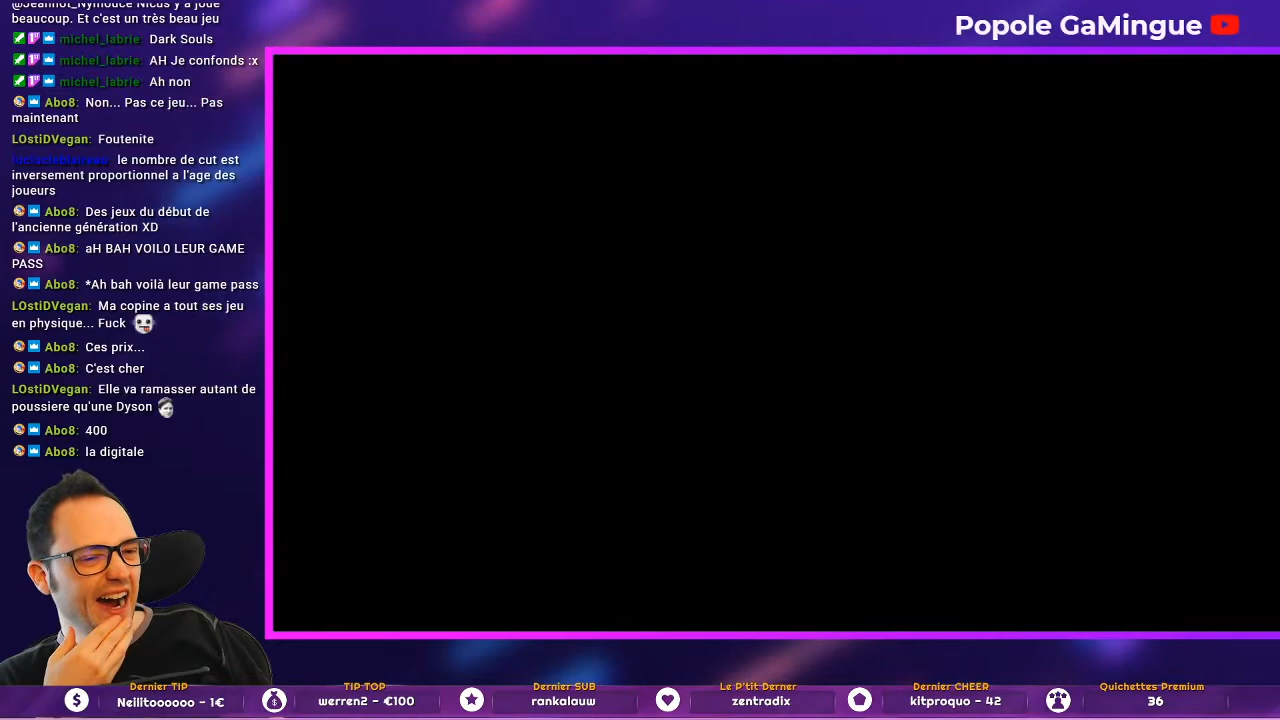 @Jeannot_Nymouce Nicus y a joué
beaucoup. Et c'est un très beau jeu
michel_labrie: Dark Souls
michel_labrie: AH Je confonds :x
michel_labrie: Ah non
Abo8: Non... Pas ce jeu... Pas
maintenant
LOstiDVegan: Foutenite
le nombre de cut est
inversement proportionnel a l'age des
joueurs
Abo8: Des jeux du début de
l'ancienne génération XD
Abo8: aH BAH VOIL0 LEUR GAME
PASS
Abo8: *Ah bah voilà leur game pass
LOstiDVegan: Ma copine a tout ses jeu
en physique... Fuck
Abo8: Ces prix...
Abo8: C'est cher
LOstiDVegan: Elle va ramasser autant de
poussiere qu'une Dyson
Abo8: 400
Abo8: la digitale
Popole GaMingue
Dernier TIP
Neilitoooooo - 1€
TIP TOP
werren2 - €100
Dernier SUB
rankalauw
Le P'tit Derner
zentradix
Dernier CHEER
kitproquo - 42
Quichettes Premium
36